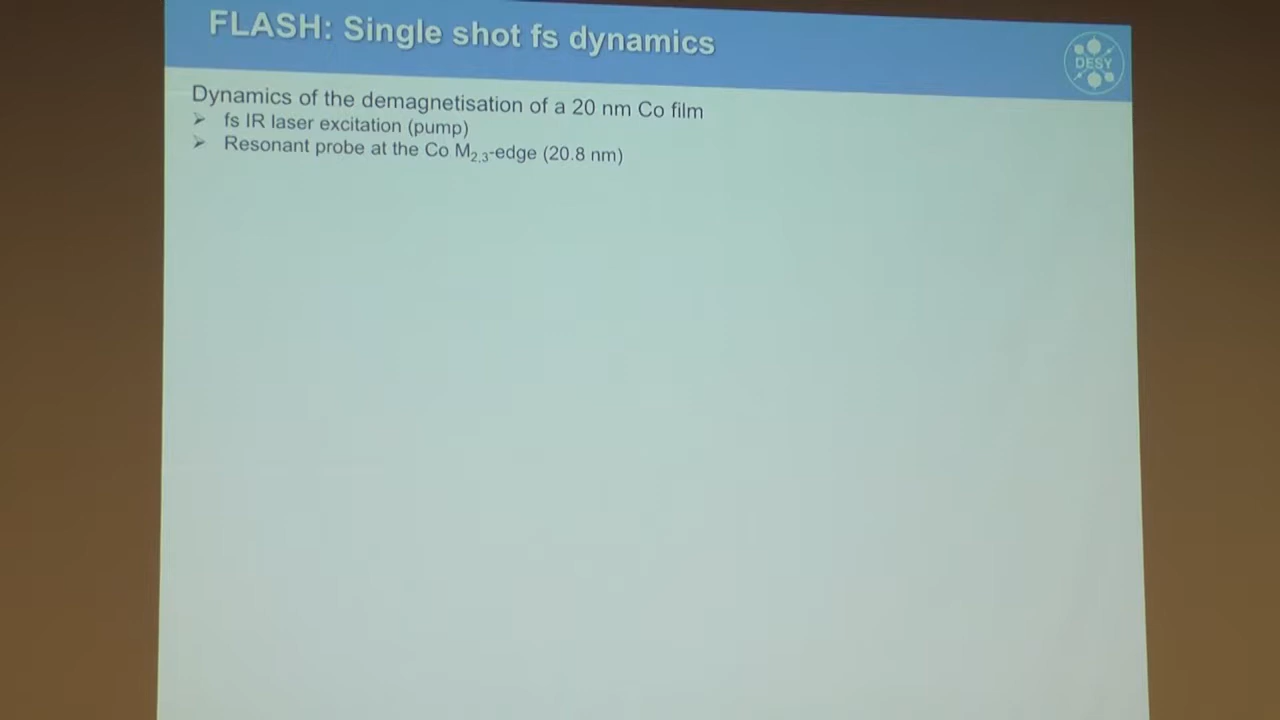 FLASH: Single shot fs dynamics
DESY
Dynamics of the demagnetisation of a 20 nm Co film
➢ fs IR laser excitation (pump)
➢ Resonant probe at the Co M2,3-edge (20.8 nm)